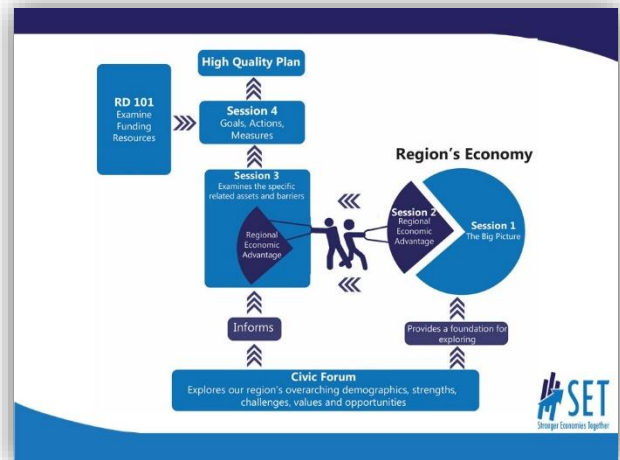 High Quality Plan
RD 101
Examine
Funding
Resources
Session 4
Goals, Actions,
Measures
Region's Economy
Session 3
Examines the specific
related assets and barriers
Regional
Economic
Advantage
Session 2
Regional
Economic
Advantage
Session 1
The Big Picture
Informs
Provides a foundation for
exploring
Civic Forum
Explores our region's overarching demographics, strengths,
challenges, values and opportunities
SET
Stronger Economies Together